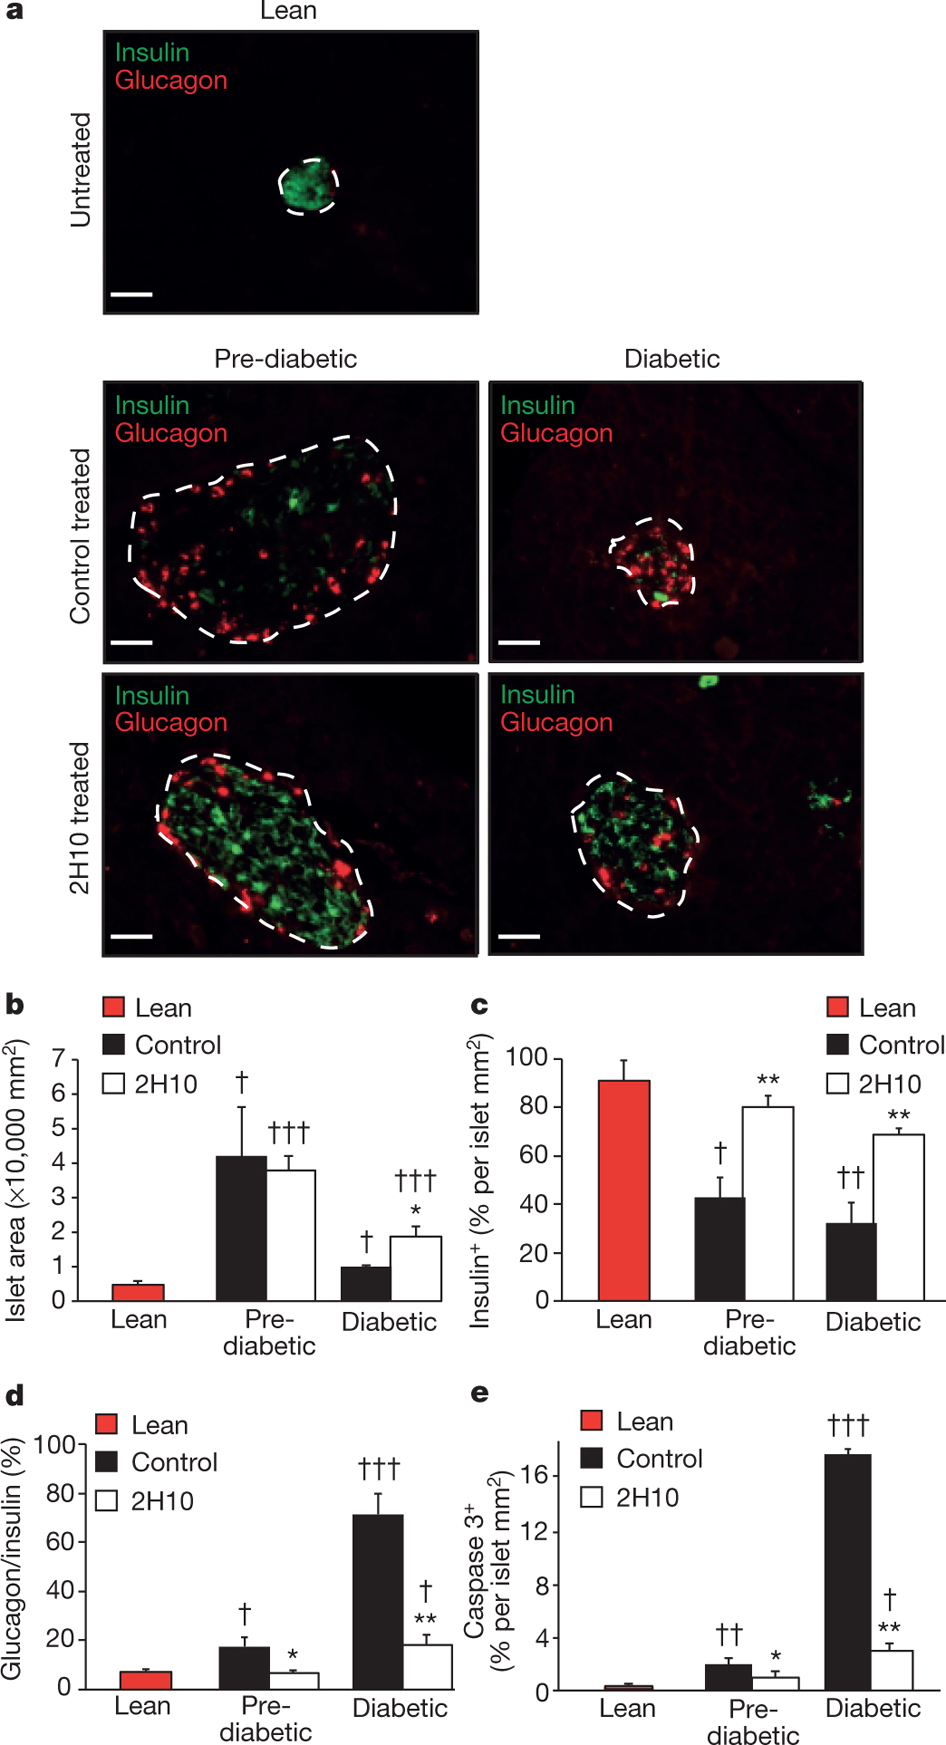 a
Lean
Untreated
Insulin
Glucagon
Pre-diabetic
Diabetic
Control treated
Insulin
Glucagon
Insulin
Glucagon
2H10 treated
Insulin
Glucagon
Insulin
Glucagon
b
Lean
Control
2H10
Islet area (×10,000 mm²)
7
6
5
4
3
2
1
0
†
†††
†
†††
*
Lean
Pre-
diabetic
Diabetic
c
Lean
Control
2H10
Insulin⁺ (% per islet mm²)
100
80
60
40
20
0
†
**
††
**
Lean
Pre-
diabetic
Diabetic
d
Lean
Control
2H10
Glucagon/insulin (%)
100
80
60
40
20
0
†
*
†††
†
**
Lean
Pre-
diabetic
Diabetic
e
Lean
Control
2H10
Caspase 3⁺
(% per islet mm²)
16
12
8
4
0
††
*
†††
†
**
Lean
Pre-
diabetic
Diabetic